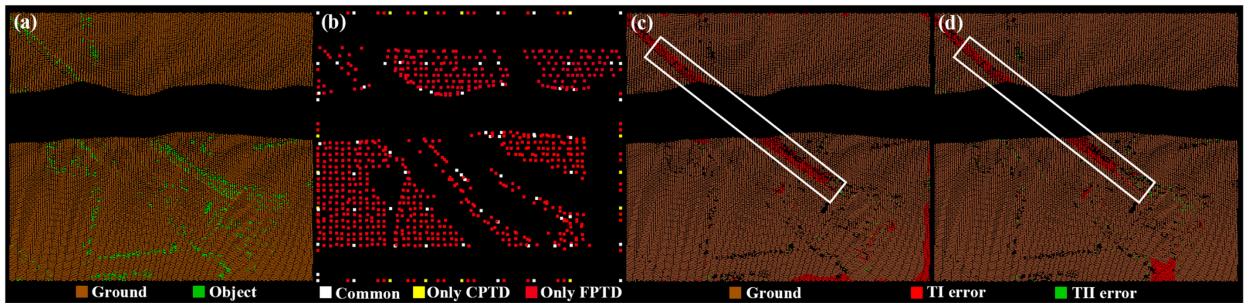 (a) (b) (c) (d)
Ground Object Common Only CPTD Only FPTD Ground TI error TII error